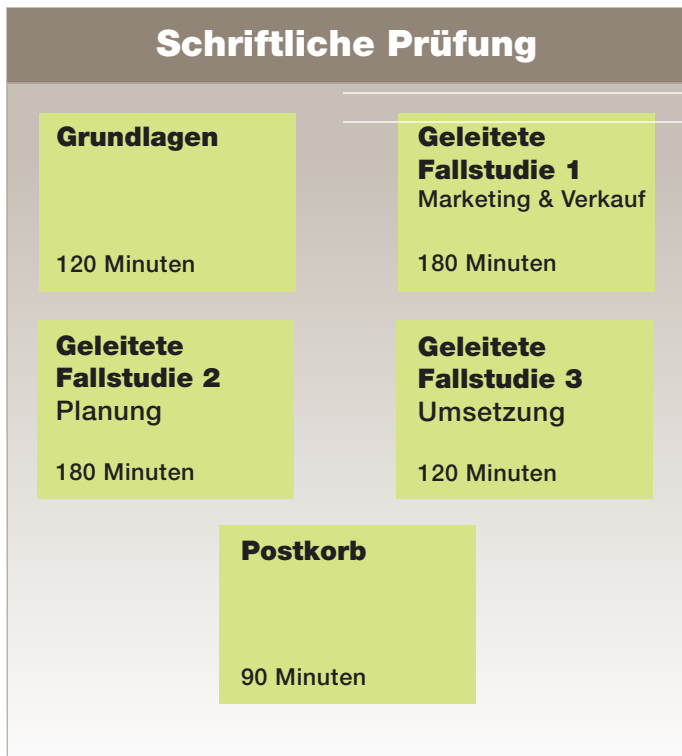 Schriftliche Prüfung
Grundlagen
120 Minuten
Geleitete
Fallstudie 1
Marketing & Verkauf
180 Minuten
Geleitete
Fallstudie 2
Planung
180 Minuten
Geleitete
Fallstudie 3
Umsetzung
120 Minuten
Postkorb
90 Minuten